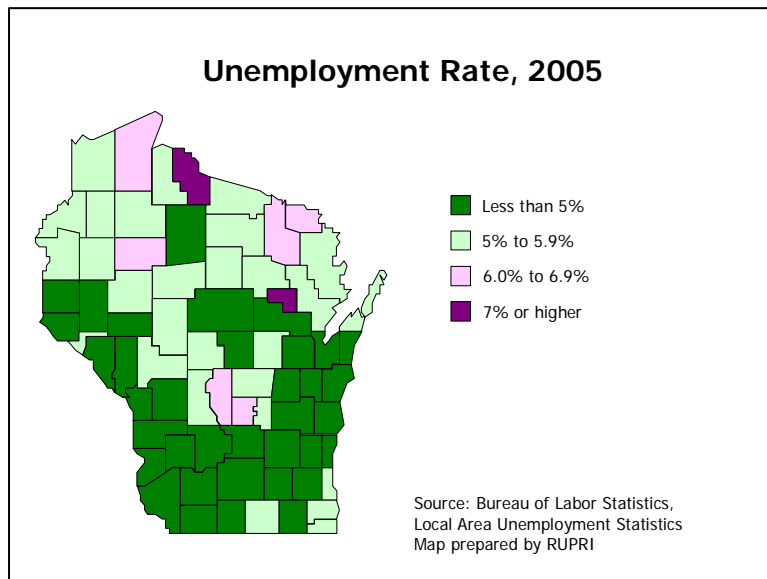 Unemployment Rate, 2005
Less than 5%
5% to 5.9%
6.0% to 6.9%
7% or higher
Source: Bureau of Labor Statistics,
Local Area Unemployment Statistics
Map prepared by RUPRI